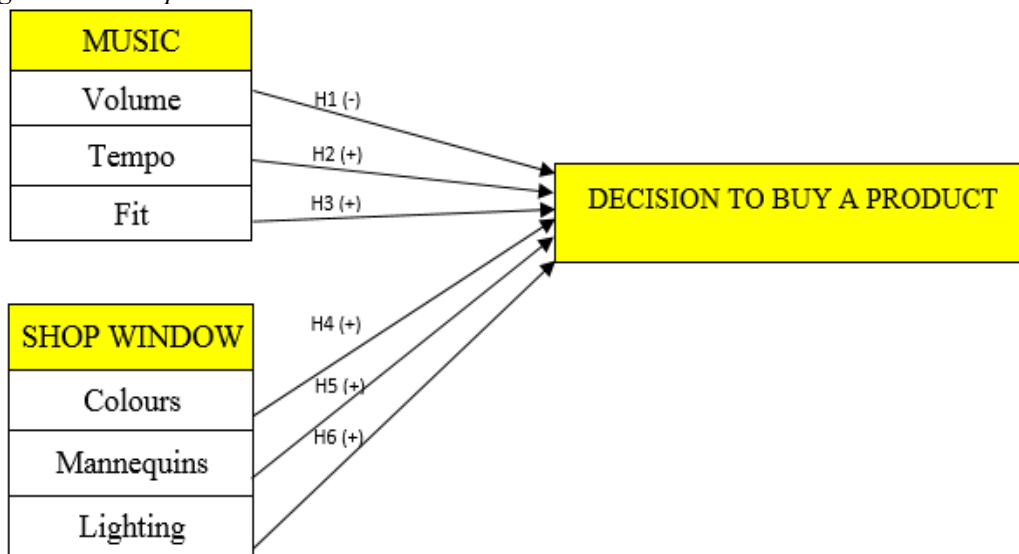 MUSIC
Volume
Tempo
Fit
H1 (-)
H2 (+)
H3 (+)
DECISION TO BUY A PRODUCT
SHOP WINDOW
Colours
Mannequins
Lighting
H4 (+)
H5 (+)
H6 (+)